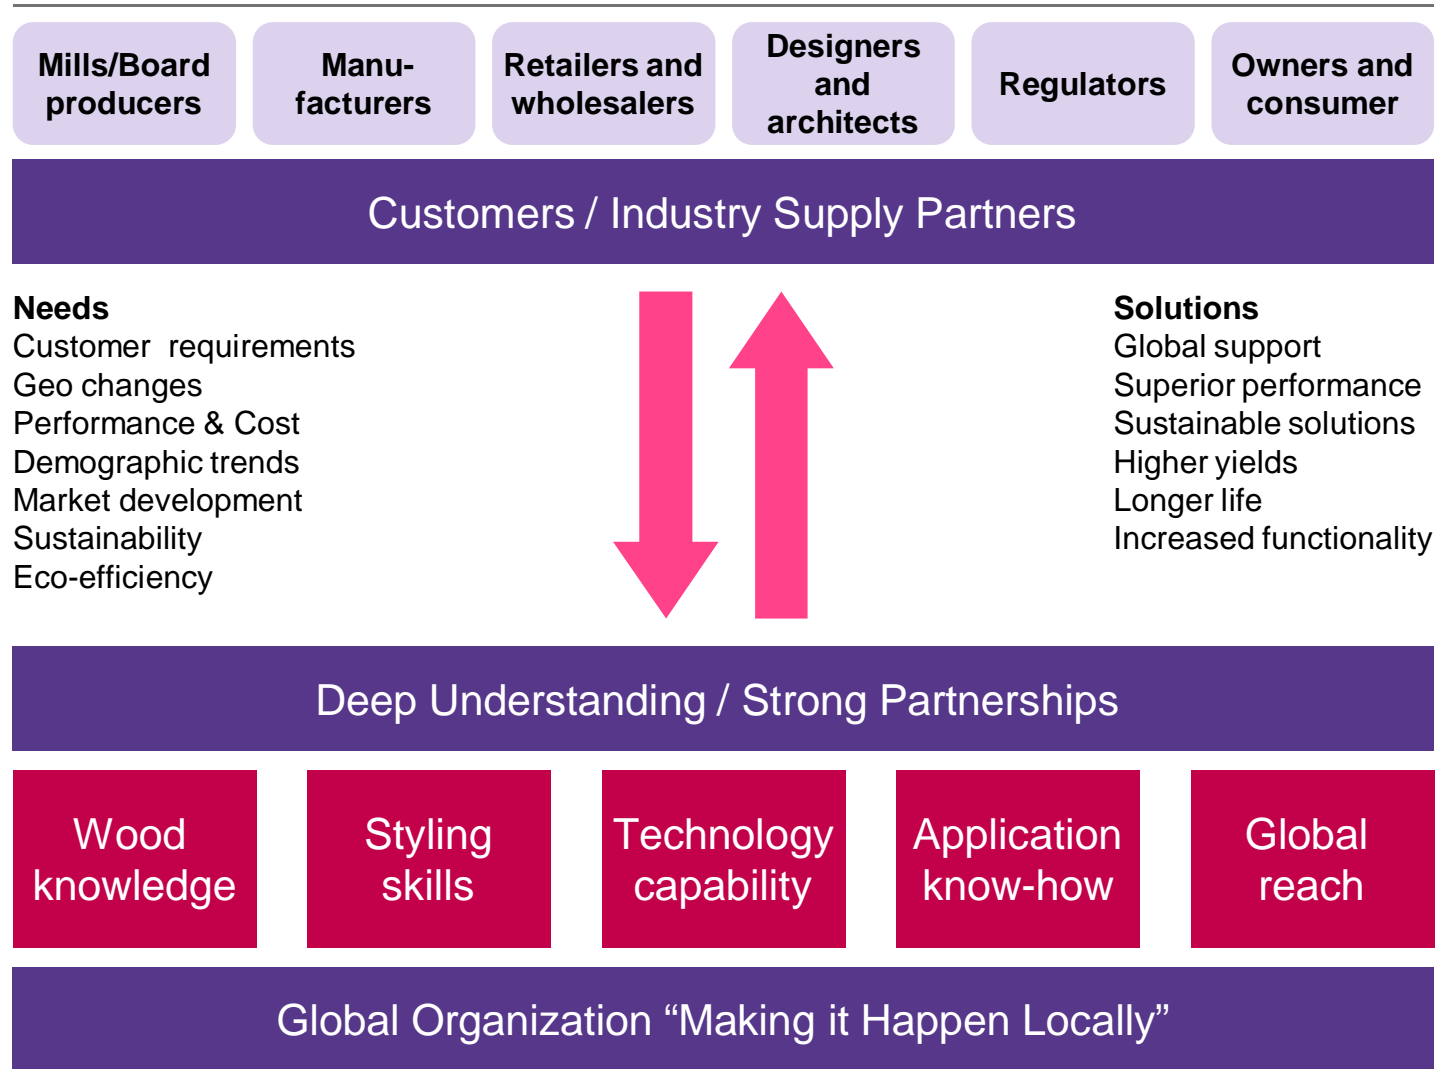 Mills/Board
producers
Manu-
facturers
Retailers and
wholesalers
Designers
and
architects
Regulators
Owners and
consumer
Customers / Industry Supply Partners
Needs
Customer requirements
Geo changes
Performance & Cost
Demographic trends
Market development
Sustainability
Eco-efficiency
Solutions
Global support
Superior performance
Sustainable solutions
Higher yields
Longer life
Increased functionality
Deep Understanding / Strong Partnerships
Wood
knowledge
Styling
skills
Technology
capability
Application
know-how
Global
reach
Global Organization “Making it Happen Locally”